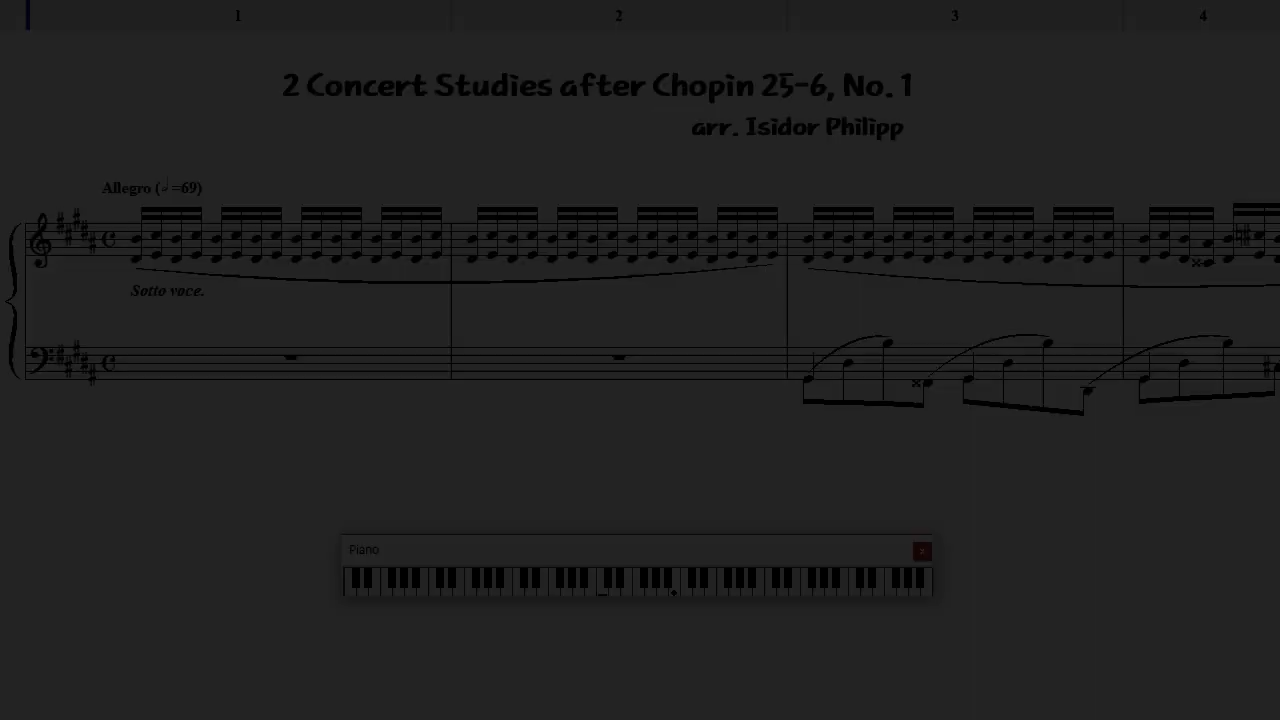 1 2 3 4
2 Concert Studies after Chopin 25-6, No. 1
arr. Isidor Philipp
Allegro (𝅗𝅥 =69)
Sotto voce.
Piano